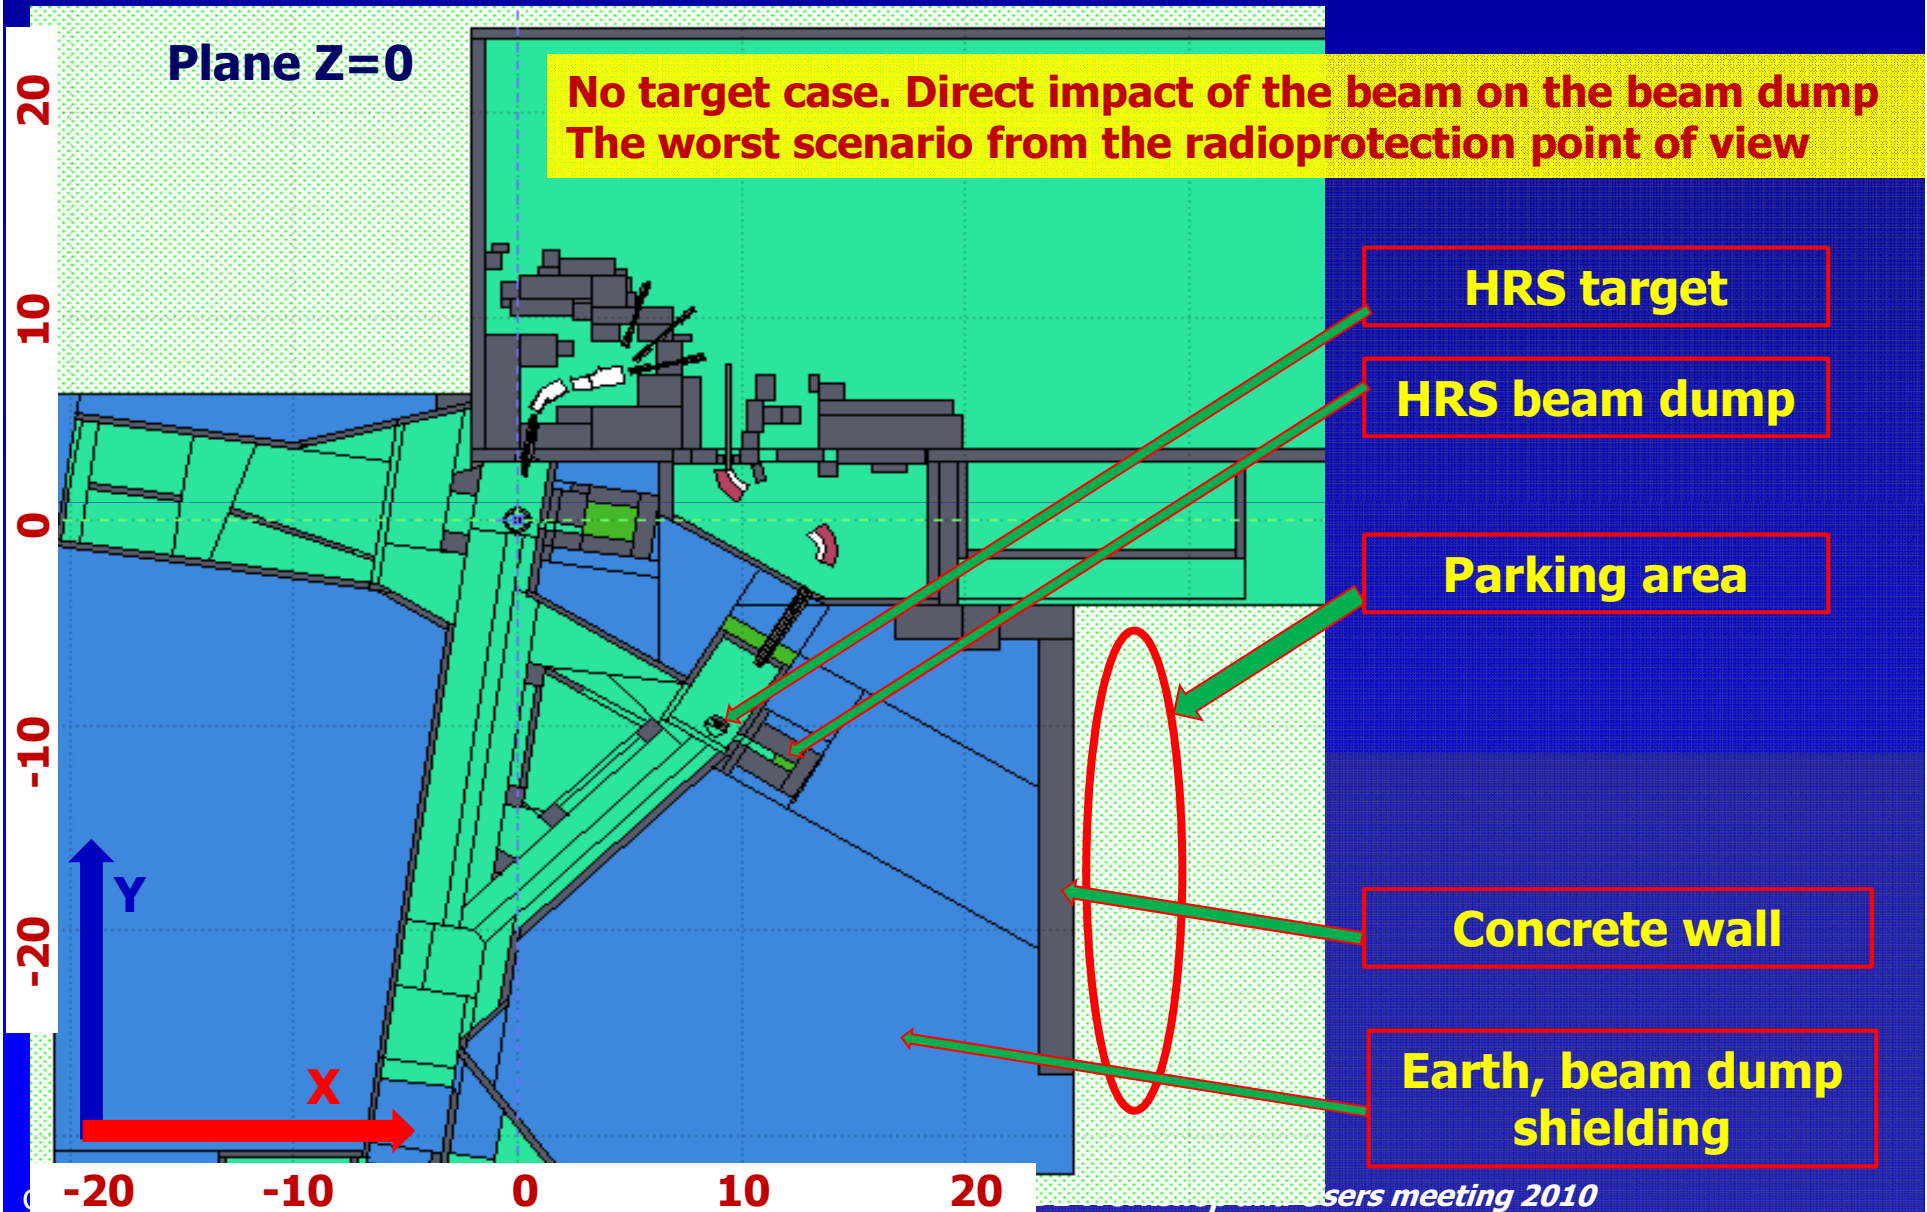 Plane Z=0
No target case. Direct impact of the beam on the beam dump
The worst scenario from the radioprotection point of view
20
10
0
-10
-20
HRS target
HRS beam dump
Parking area
Concrete wall
Earth, beam dump
shielding
Y
X
-20 -10 0 10 20
meeting 2010